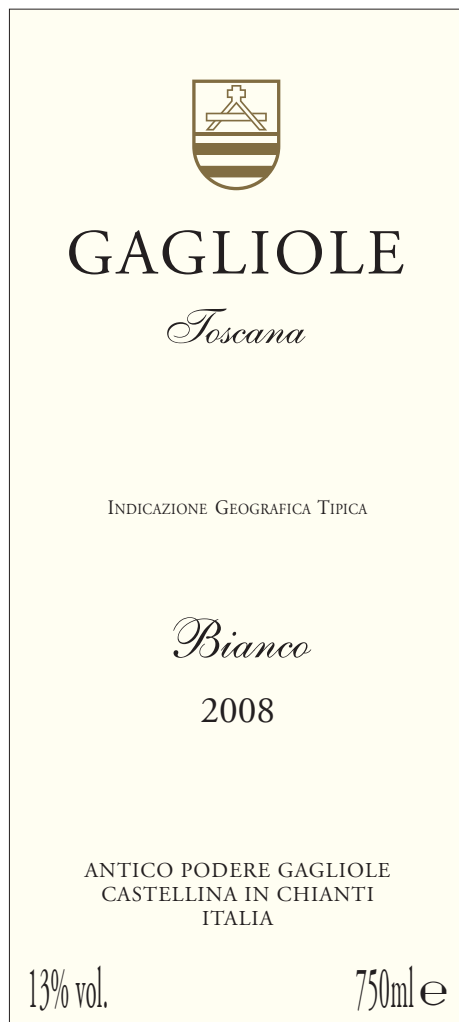 GAGLIOLE
Toscana
Indicazione Geografica Tipica
Bianco
2008
ANTICO PODERE GAGLIOLE
CASTELLINA IN CHIANTI
ITALIA
13% vol. 750ml ℮